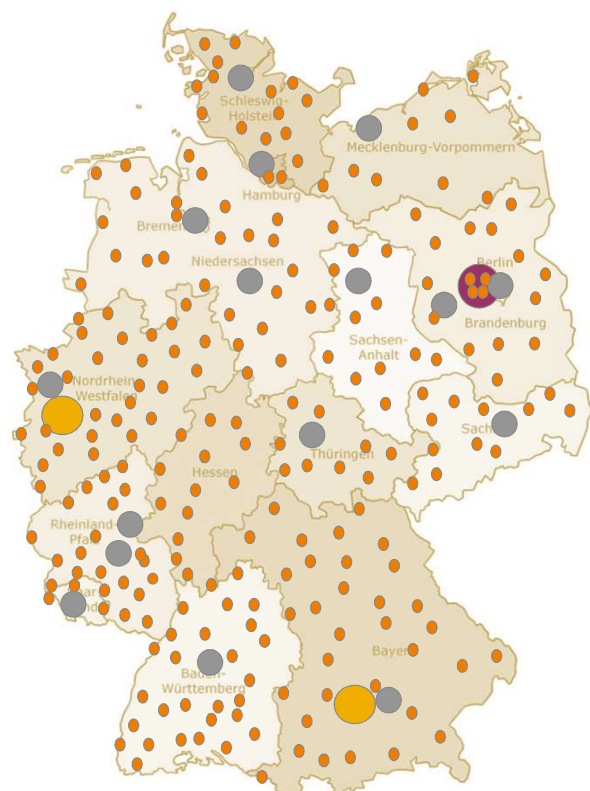 Schleswig-
Holstein
Mecklenburg-Vorpommern
Hamburg
Bremen
Niedersachsen
Berlin
Brandenburg
Sachsen-
Anhalt
Nordrhein-
Westfalen
Sach
Thüringen
Hessen
Rheinland-
Pfalz
Baden-
Württemberg
Bayern